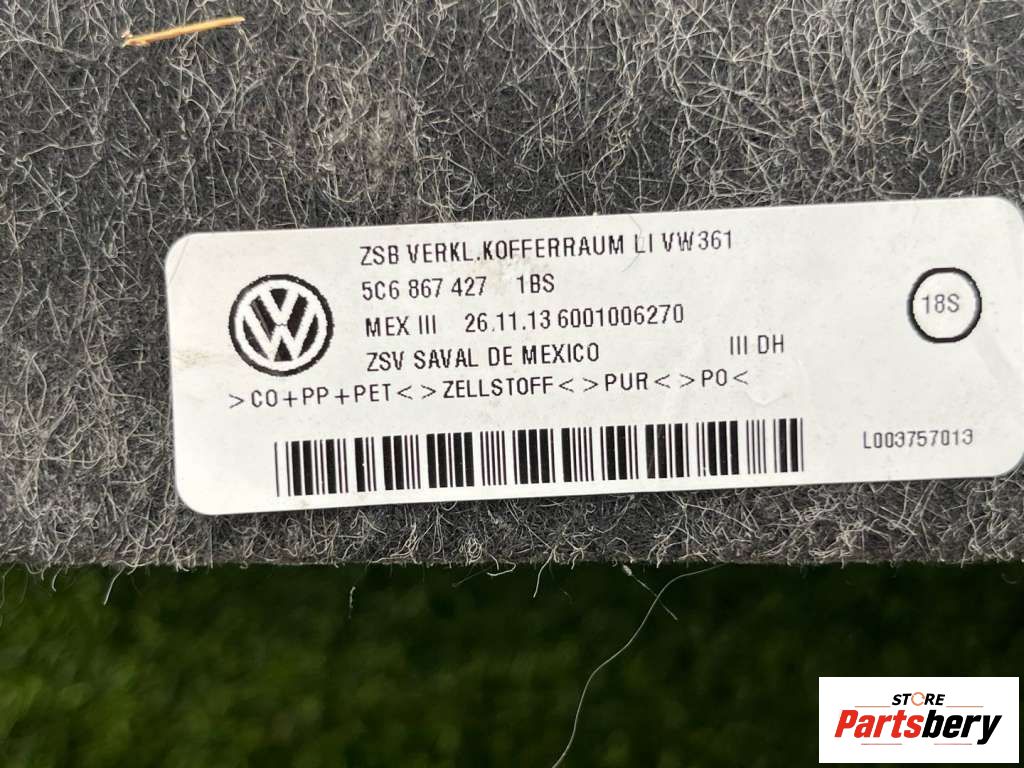 ZSB VERKL.KOFFERRAUM LI VW361
5C6 867 427 1BS
MEX III 26.11.13 6001006270
ZSV SAVAL DE MEXICO III DH
>CO+PP+PET<>ZELLSTOFF<>PUR<>PO<
18S
L003757013
STORE
Partsbery